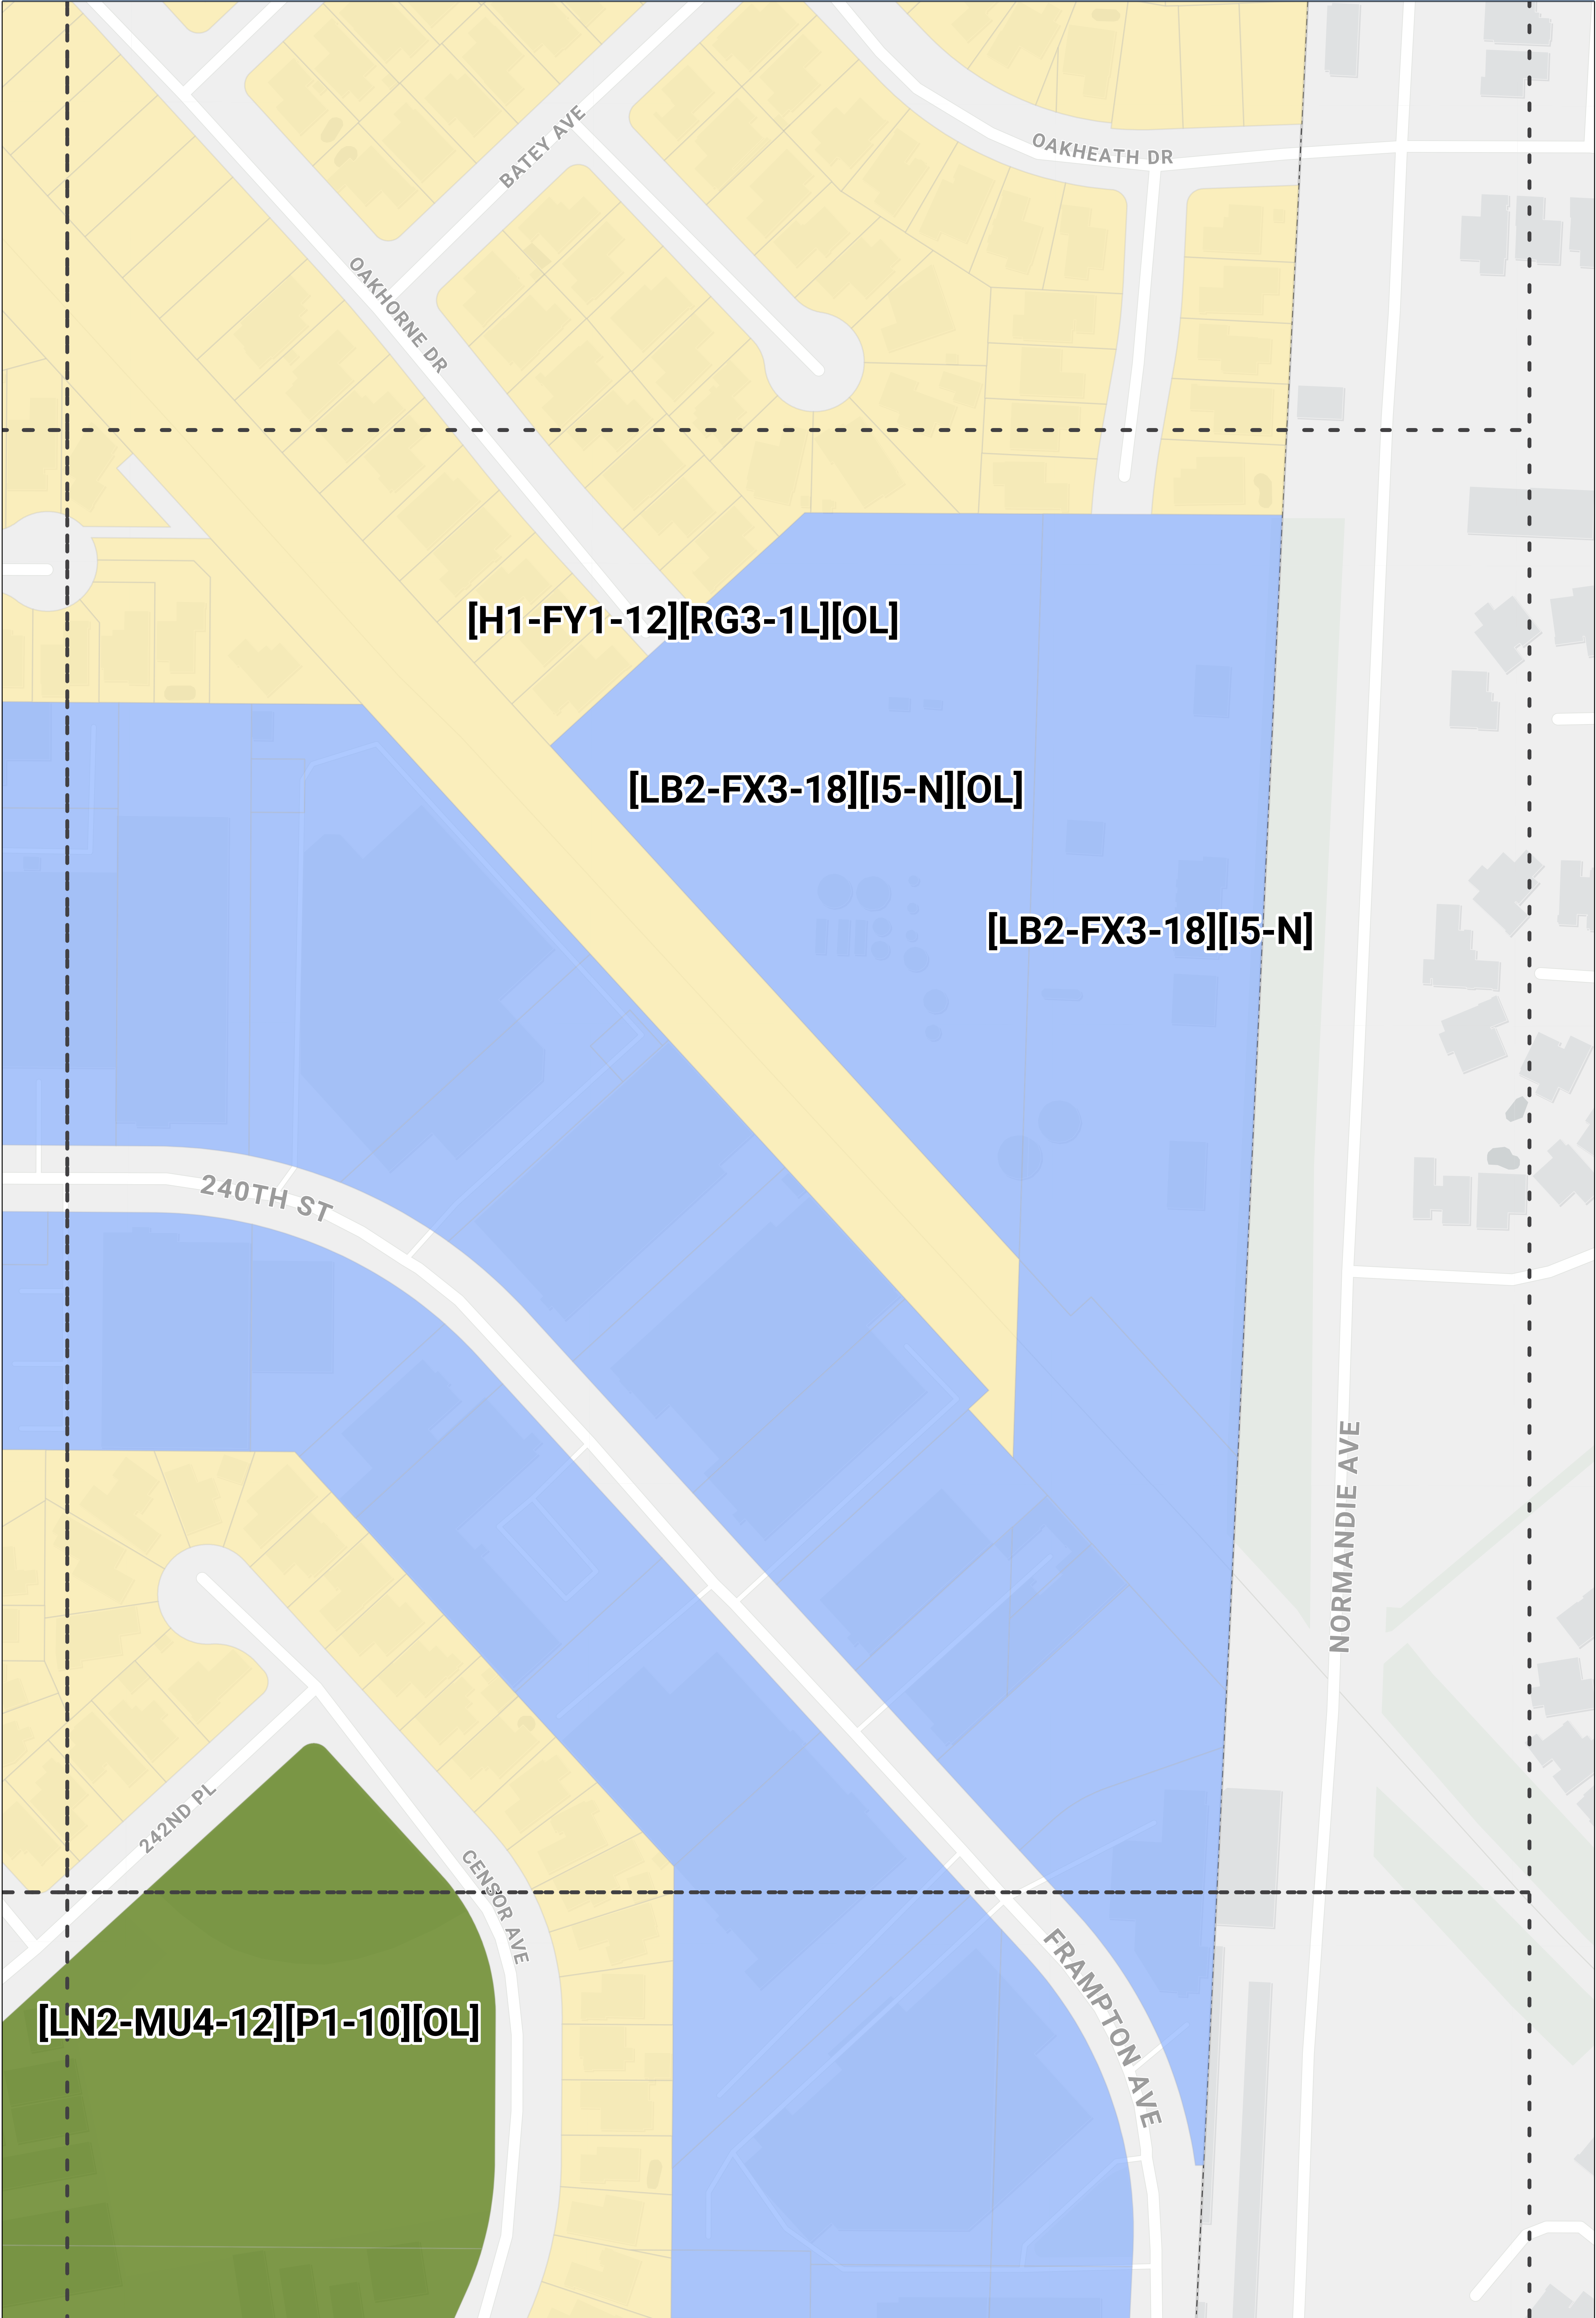 BATEY AVE
OAKHEATH DR
OAKHORNE DR
[H1-FY1-12][RG3-1L][OL]
[LB2-FX3-18][I5-N][OL]
[LB2-FX3-18][I5-N]
240TH ST
NORMANDIE AVE
242ND PL
CENSOR AVE
FRAMPTON AVE
[LN2-MU4-12][P1-10][OL]